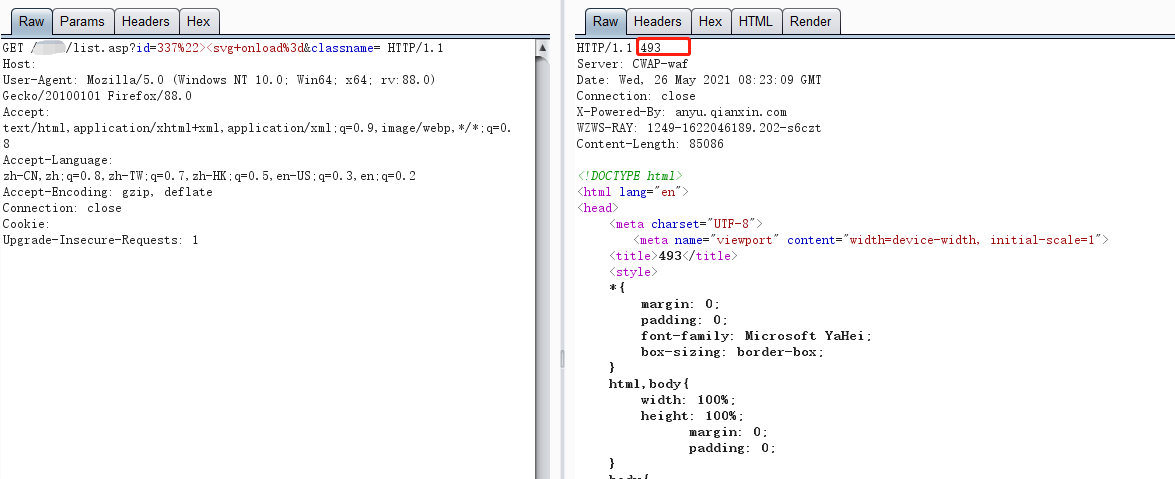 Raw Params Headers Hex
GET / /list.asp?id=337%22><svg+onload%3d&classname= HTTP/1.1
Host:
User-Agent: Mozilla/5.0 (Windows NT 10.0; Win64; x64; rv:88.0)
Gecko/20100101 Firefox/88.0
Accept:
text/html,application/xhtml+xml,application/xml;q=0.9,image/webp,*/*;q=0.
8
Accept-Language:
zh-CN,zh;q=0.8,zh-TW;q=0.7,zh-HK;q=0.5,en-US;q=0.3,en;q=0.2
Accept-Encoding: gzip, deflate
Connection: close
Cookie:
Upgrade-Insecure-Requests: 1
Raw Headers Hex HTML Render
HTTP/1.1 493
Server: CWAP-waf
Date: Wed, 26 May 2021 08:23:09 GMT
Connection: close
X-Powered-By: anyu.qianxin.com
WZWS-RAY: 1249-1622046189.202-s6czt
Content-Length: 85086
<!DOCTYPE html>
<html lang="en">
<head>
<meta charset="UTF-8">
<meta name="viewport" content="width=device-width, initial-scale=1">
<title>493</title>
<style>
*{
margin: 0;
padding: 0;
font-family: Microsoft YaHei;
box-sizing: border-box;
}
html,body{
width: 100%;
height: 100%;
margin: 0;
padding: 0;
}
body{